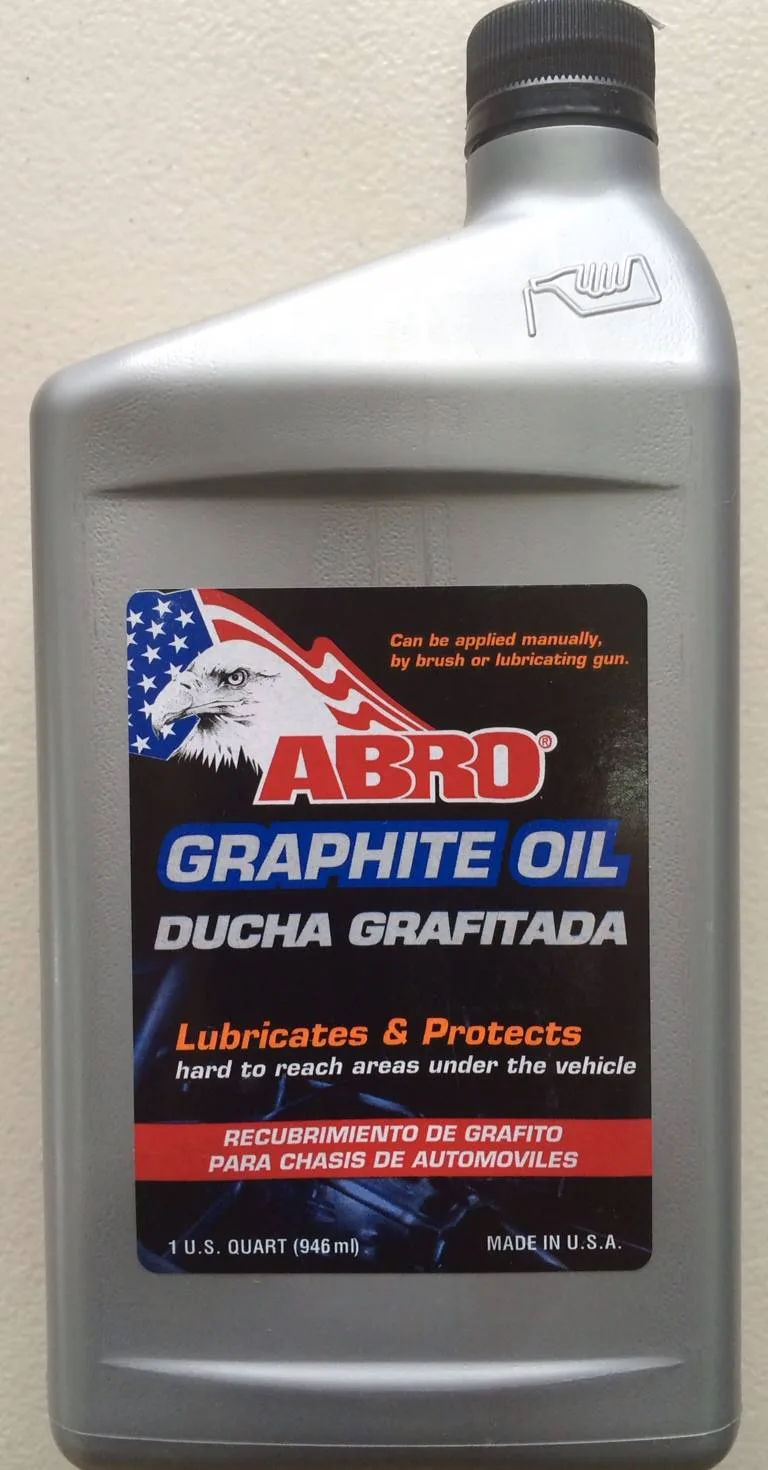 Can be applied manually,
by brush or lubricating gun.
ABRO®
GRAPHITE OIL
DUCHA GRAFITADA
Lubricates & Protects
hard to reach areas under the vehicle
RECUBRIMIENTO DE GRAFITO
PARA CHASIS DE AUTOMOVILES
1 U.S. QUART (946 ml)
MADE IN U.S.A.